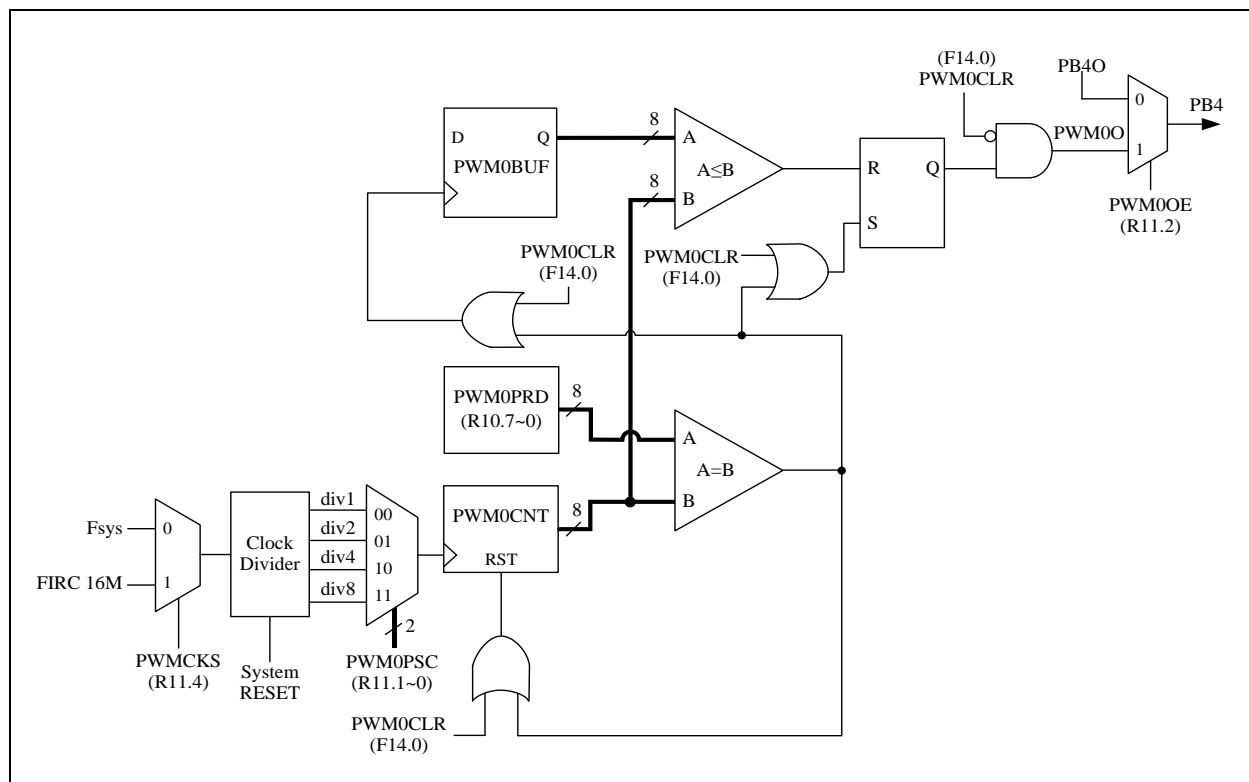 (F14.0)
PWM0CLR
PB4O
0
PB4
PWM0O
1
PWM0OE
(R11.2)
D
Q
PWM0BUF
8
A
8
B
A≤B
R
Q
S
PWM0CLR
(F14.0)
PWM0CLR
(F14.0)
PWM0PRD
(R10.7~0)
8
A
A=B
B
PWM0CNT
8
RST
Fsys
0
FIRC 16M
1
PWMCKS
(R11.4)
Clock
Divider
System
RESET
div1
00
div2
01
div4
10
div8
11
2
PWM0PSC
(R11.1~0)
PWM0CLR
(F14.0)